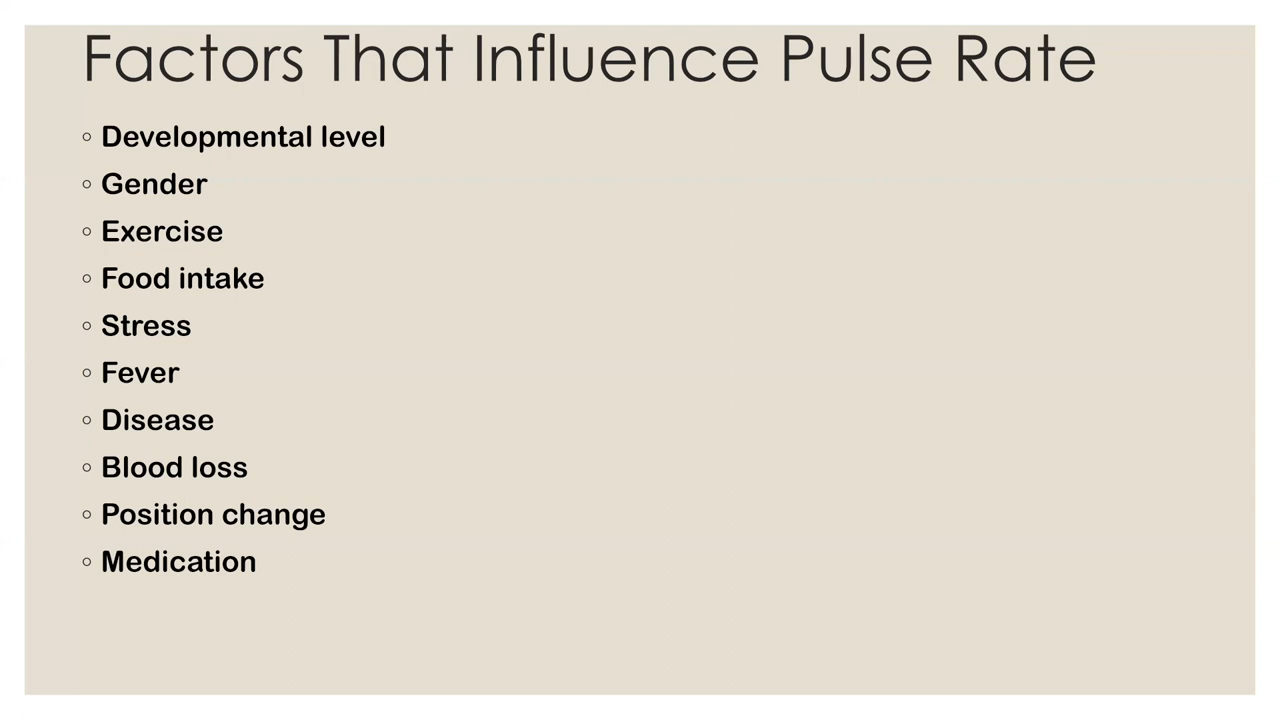 Factors That Influence Pulse Rate
◦ Developmental level
◦ Gender
◦ Exercise
◦ Food intake
◦ Stress
◦ Fever
◦ Disease
◦ Blood loss
◦ Position change
◦ Medication